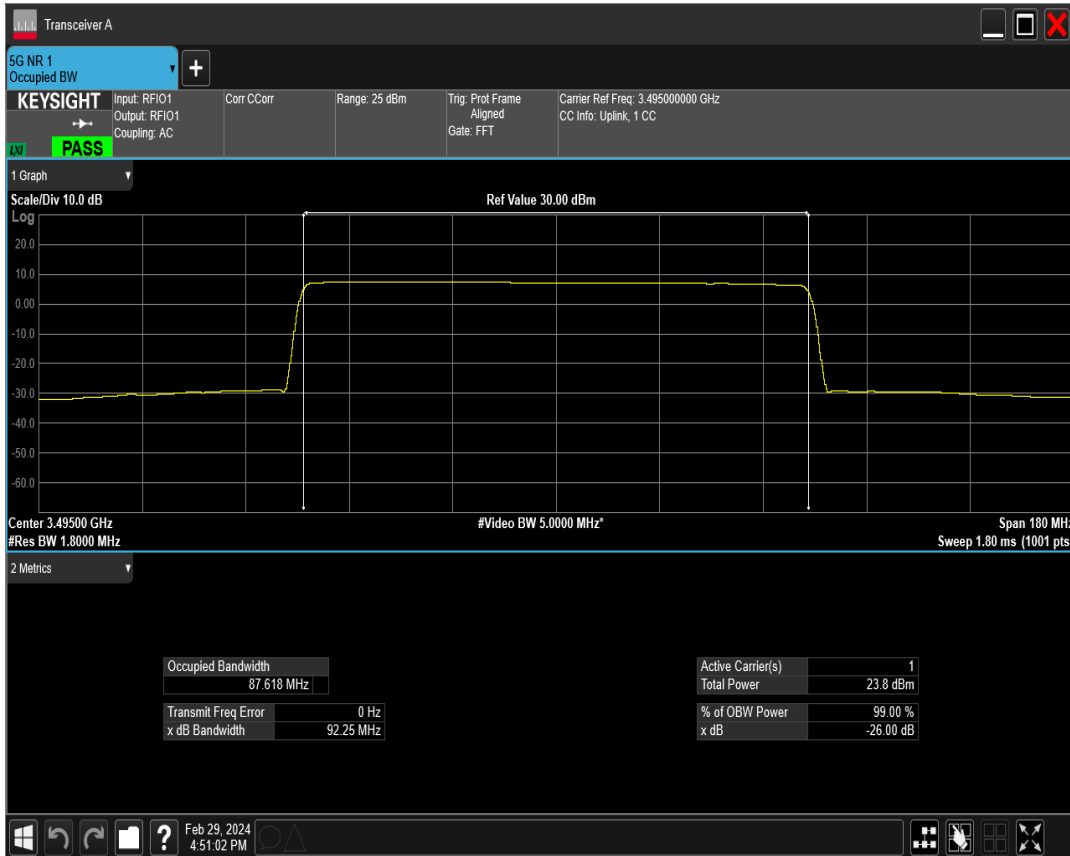 Transceiver A
5G NR 1
Occupied BW
+
KEYSIGHT
LXI
PASS
Input: RFIO1
Output: RFIO1
Coupling: AC
Corr CCorr
Range: 25 dBm
Trig: Prot Frame
Aligned
Gate: FFT
Carrier Ref Freq: 3.495000000 GHz
CC Info: Uplink, 1 CC
1 Graph
Scale/Div 10.0 dB
Ref Value 30.00 dBm
Log
20.0
10.0
0.00
-10.0
-20.0
-30.0
-40.0
-50.0
-60.0
Center 3.49500 GHz
#Video BW 5.0000 MHz*
Span 180 MHz
#Res BW 1.8000 MHz
Sweep 1.80 ms (1001 pts
2 Metrics
Occupied Bandwidth
87.618 MHz
Transmit Freq Error 0 Hz
x dB Bandwidth 92.25 MHz
Active Carrier(s) 1
Total Power 23.8 dBm
% of OBW Power 99.00 %
x dB -26.00 dB
?
Feb 29, 2024
4:51:02 PM